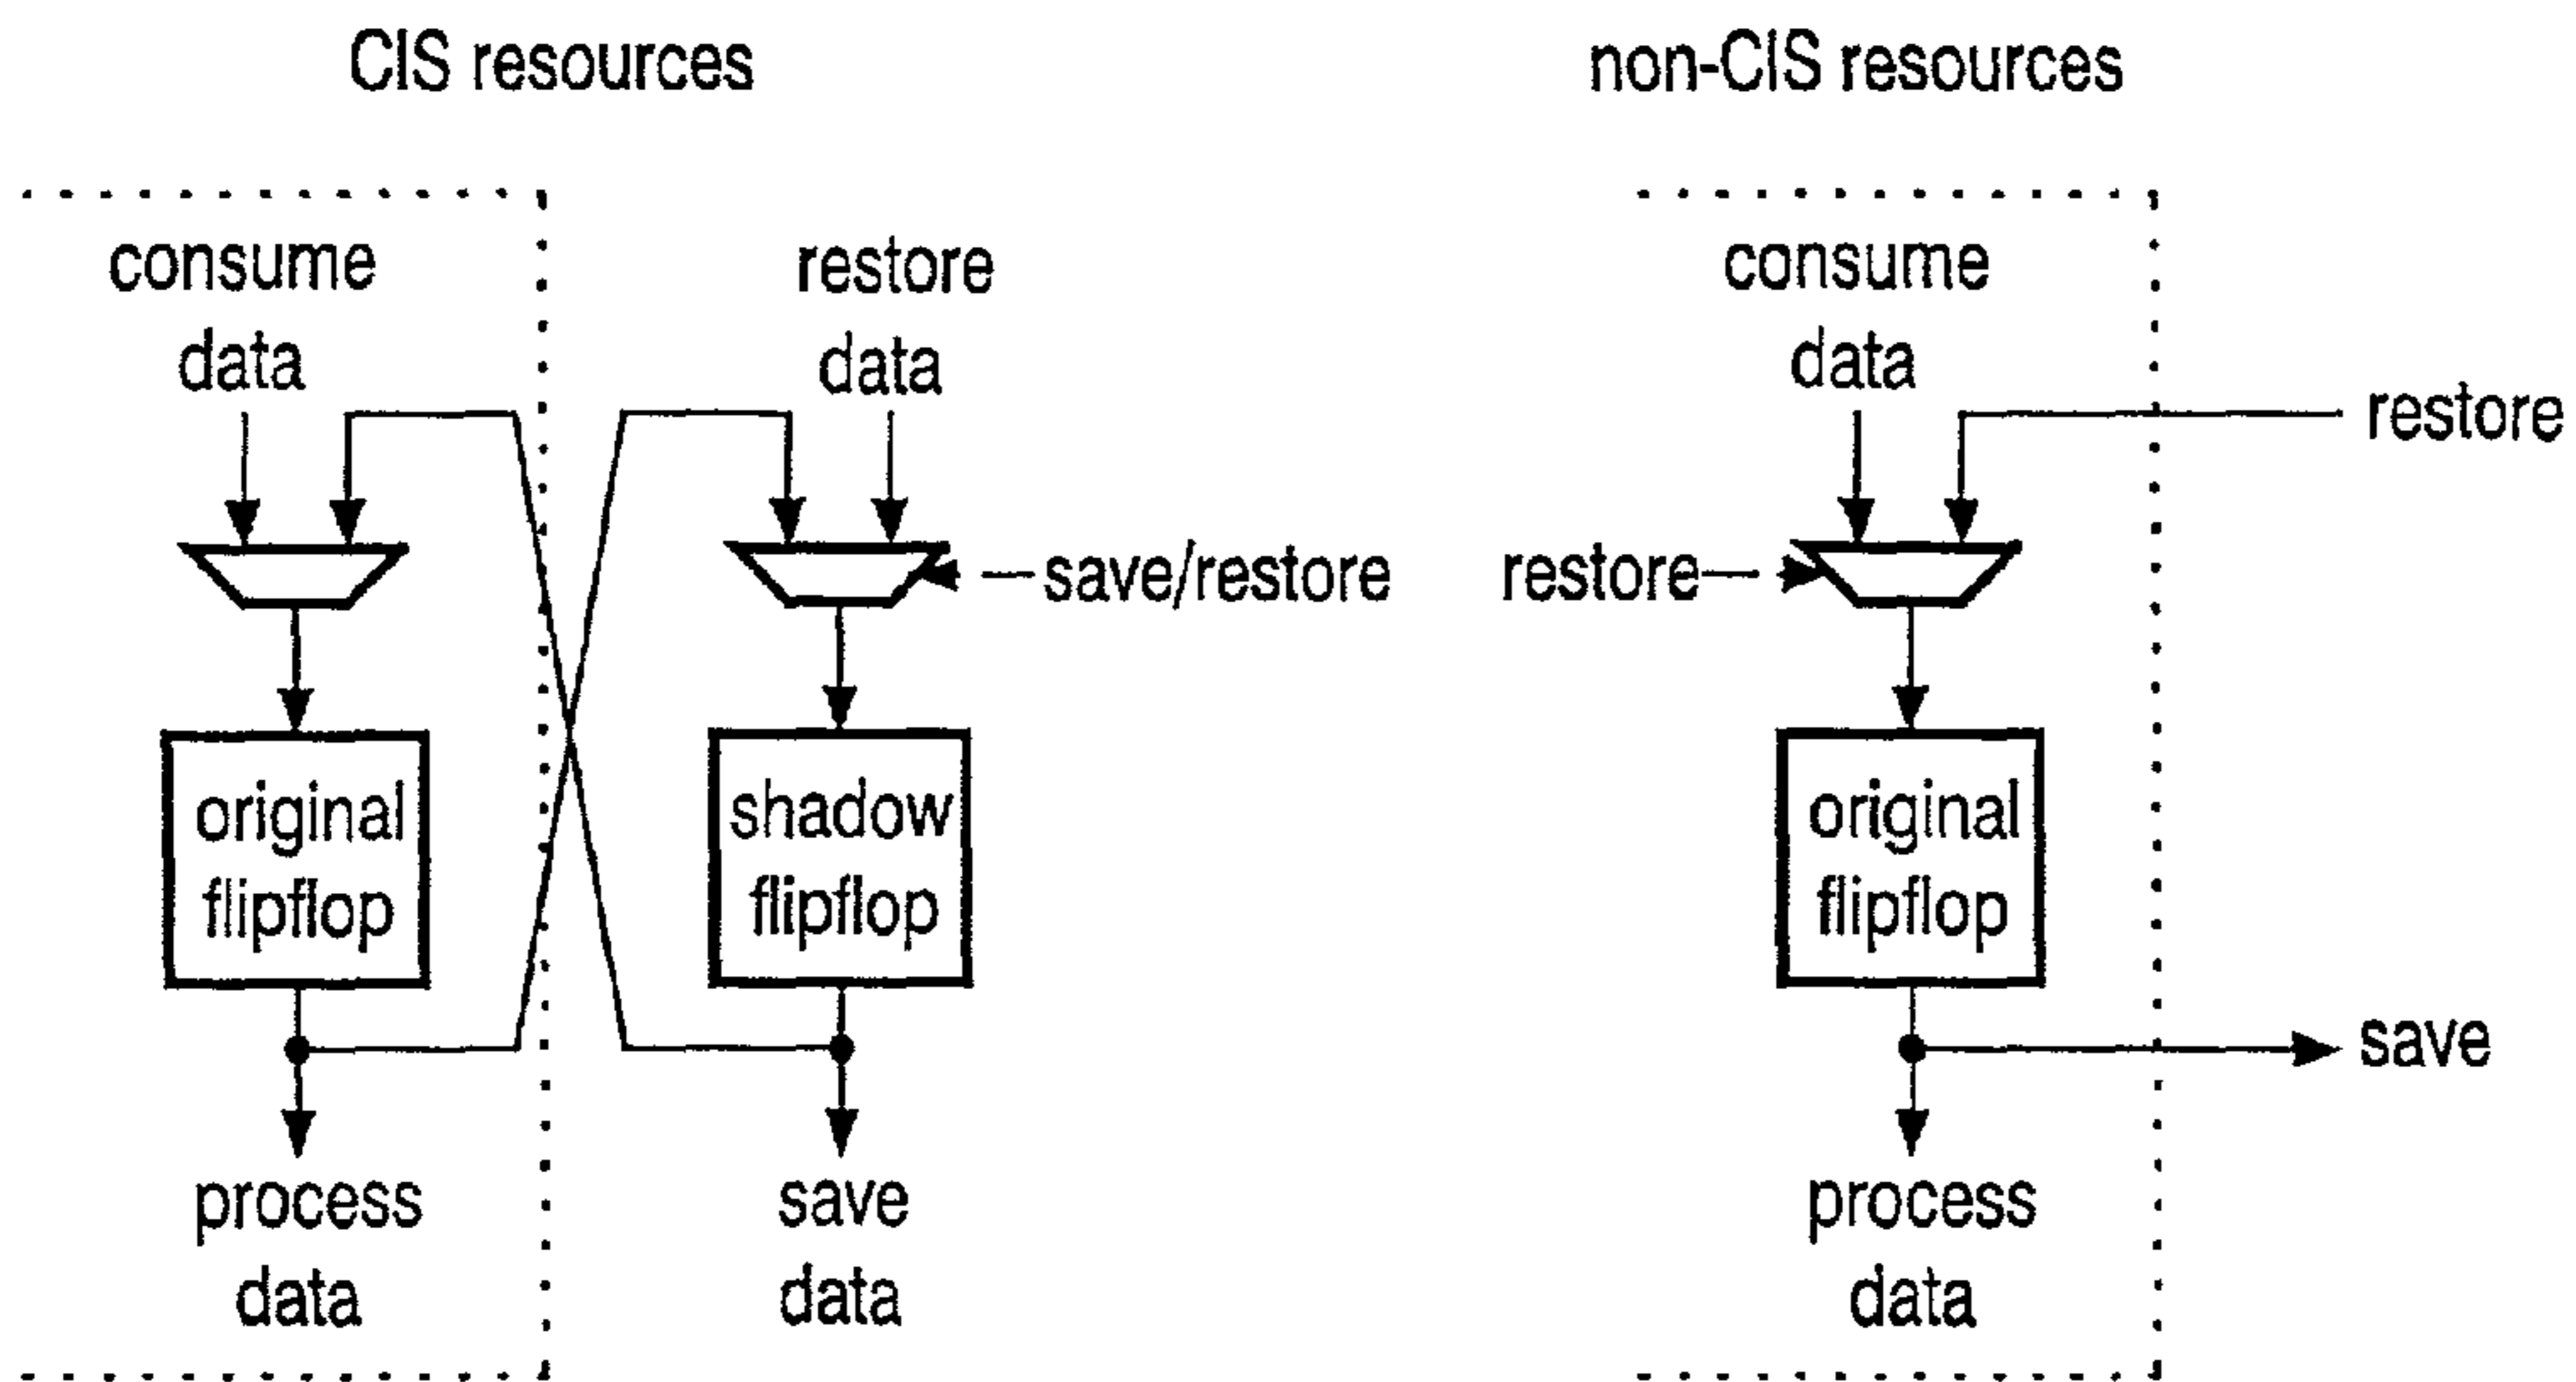 CIS resources
non-CIS resources
consume
data
restore
data
save/restore
original
flipflop
shadow
flipflop
process
data
save
data
consume
data
restore
restore
original
flipflop
save
process
data